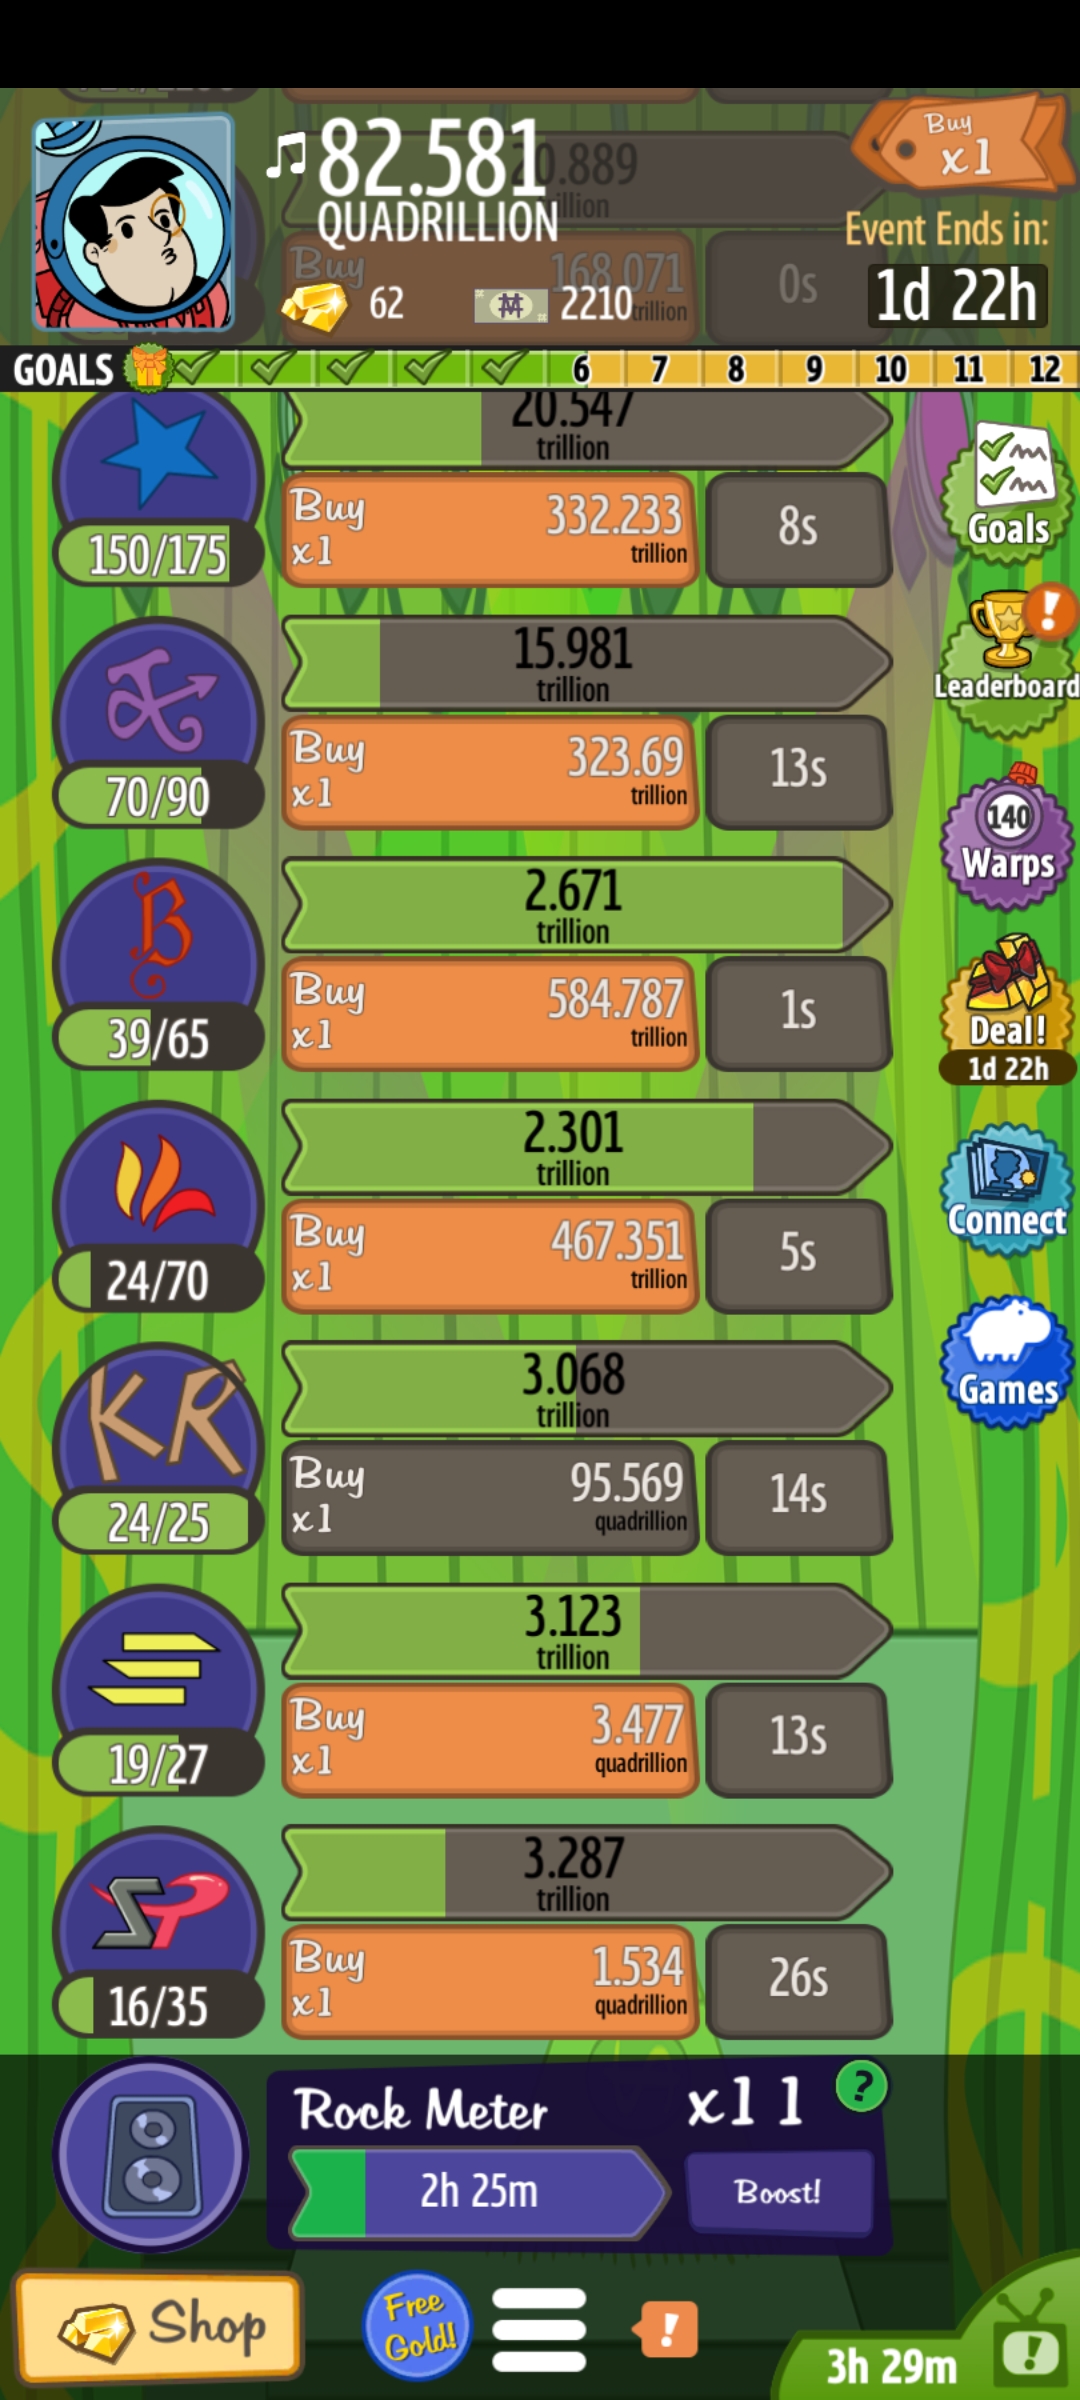 82.581
QUADRILLION
20.889
Buy
x1
Event Ends in:
1d 22h
Buy
168.071
trillion
0s
62
2210
GOALS
6 7 8 9 10 11 12
20.547
trillion
Buy
x1
332.233
trillion
8s
150/175
Goals
15.981
trillion
Buy
x1
323.69
trillion
13s
70/90
Leaderboard
140
Warps
2.671
trillion
Buy
x1
584.787
trillion
1s
B
39/65
Deal!
1d 22h
2.301
trillion
Buy
x1
467.351
trillion
5s
24/70
Connect
3.068
trillion
Buy
x1
95.569
quadrillion
14s
KR
24/25
Games
3.123
trillion
Buy
x1
3.477
quadrillion
13s
19/27
3.287
trillion
Buy
x1
1.534
quadrillion
26s
SP
16/35
Rock Meter
x11
?
2h 25m
Boost!
Shop
Free
Gold!
!
3h 29m
!